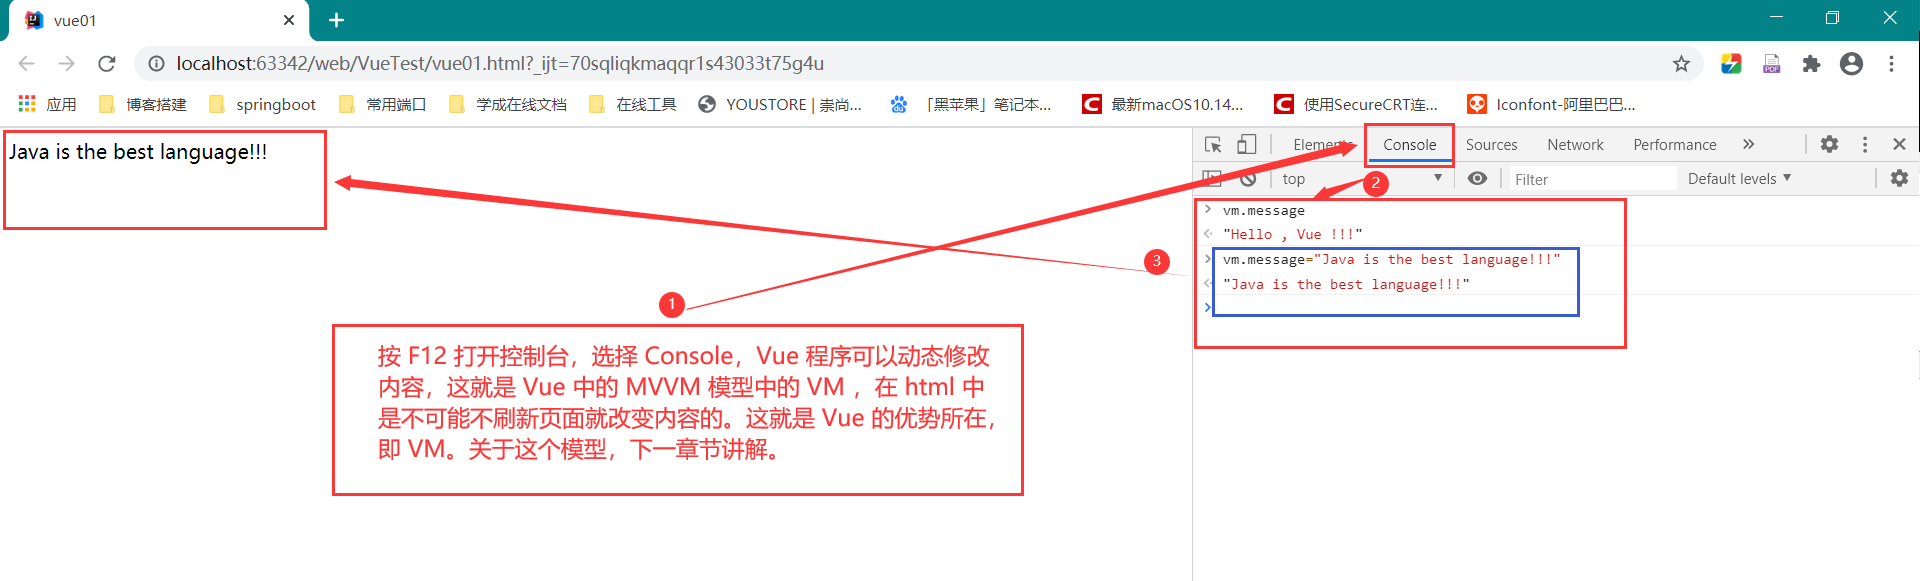 vue01
localhost:63342/web/VueTest/vue01.html?_ijt=70sqliqkmaqqr1s43033t75g4u
PDF
应用 博客搭建 springboot 常用端口 学成在线文档 在线工具 YOUSTORE | 崇尚... 「黑苹果」笔记本... 最新macOS10.14... 使用SecureCRT连... Iconfont-阿里巴巴...
Java is the best language!!!
Elements Console Sources Network Performance »
top 2 Filter Default levels ▼
> vm.message
"Hello , Vue !!!"
> vm.message="Java is the best language!!!"
"Java is the best language!!!"
>
3
1
按 F12 打开控制台，选择 Console，Vue 程序可以动态修改
内容，这就是 Vue 中的 MVVM 模型中的 VM ，在 html 中
是不可能不刷新页面就改变内容的。这就是 Vue 的优势所在，
即 VM。关于这个模型，下一章节讲解。